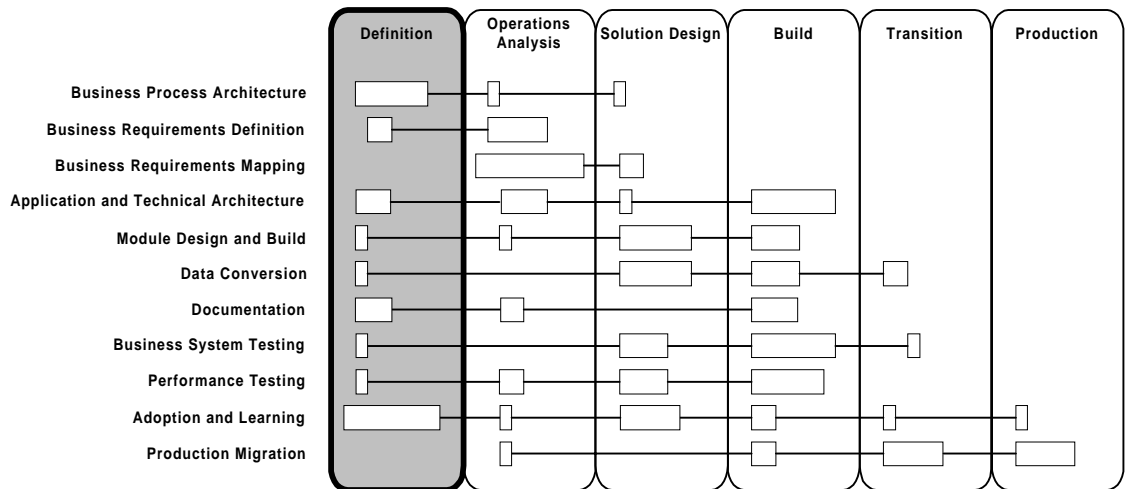 Definition
Operations
Analysis
Solution Design
Build
Transition
Production
Business Process Architecture
Business Requirements Definition
Business Requirements Mapping
Application and Technical Architecture
Module Design and Build
Data Conversion
Documentation
Business System Testing
Performance Testing
Adoption and Learning
Production Migration